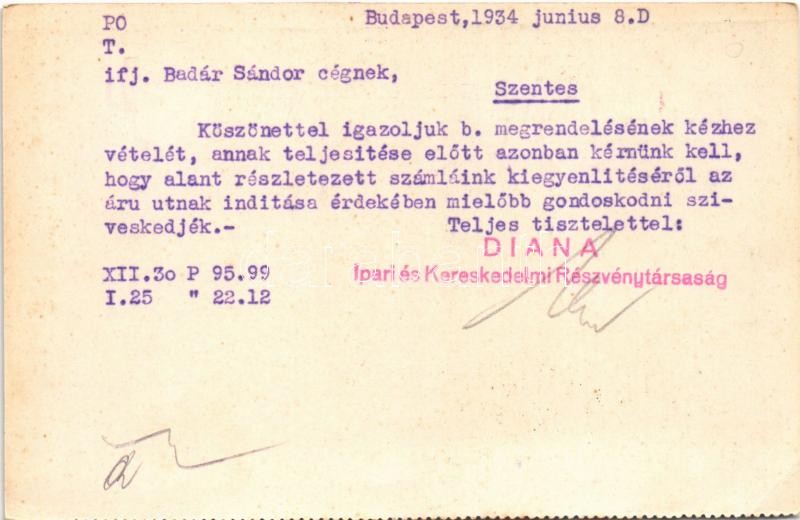 PO
Budapest,1934 junius 8.D
T.
ifj. Badár Sándor cégnek,
Szentes
Köszönettel igazoljuk b. megrendelésének kézhez
vételét, annak teljesitése előtt azonban kérnünk kell,
hogy alant részletezett számláink kiegyenlitéséről az
áru utnak inditása érdekében mielőbb gondoskodni szi-
veskedjék.- Teljes tisztelettel:
DIANA
Ipari és Kereskedelmi Részvénytársaság
XII.3o P 95.99
I.25 " 22.12